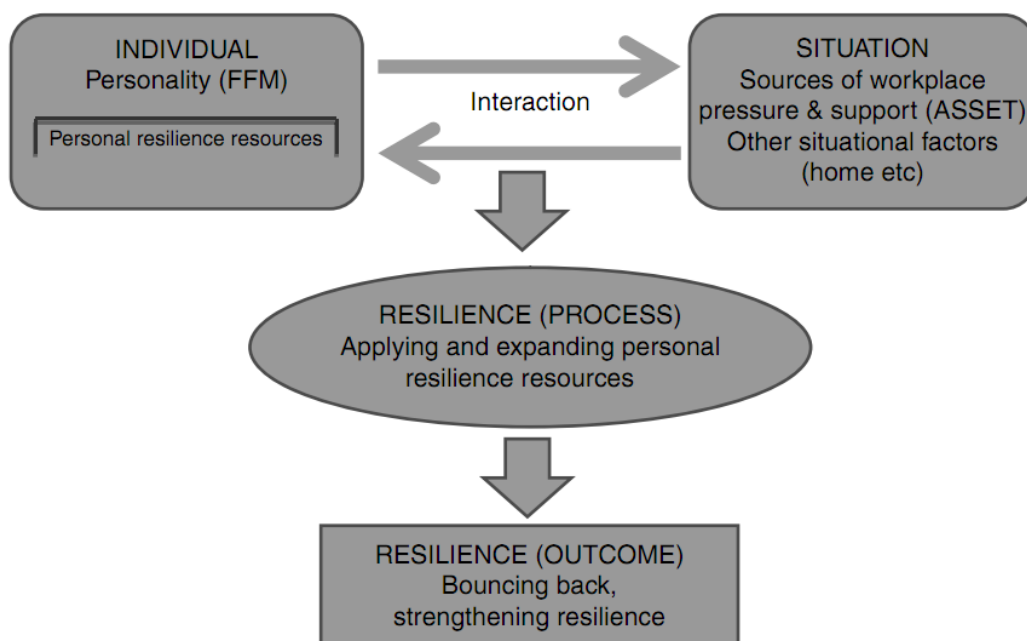 INDIVIDUAL
Personality (FFM)
Personal resilience resources
Interaction
SITUATION
Sources of workplace
pressure & support (ASSET)
Other situational factors
(home etc)
RESILIENCE (PROCESS)
Applying and expanding personal
resilience resources
RESILIENCE (OUTCOME)
Bouncing back,
strengthening resilience